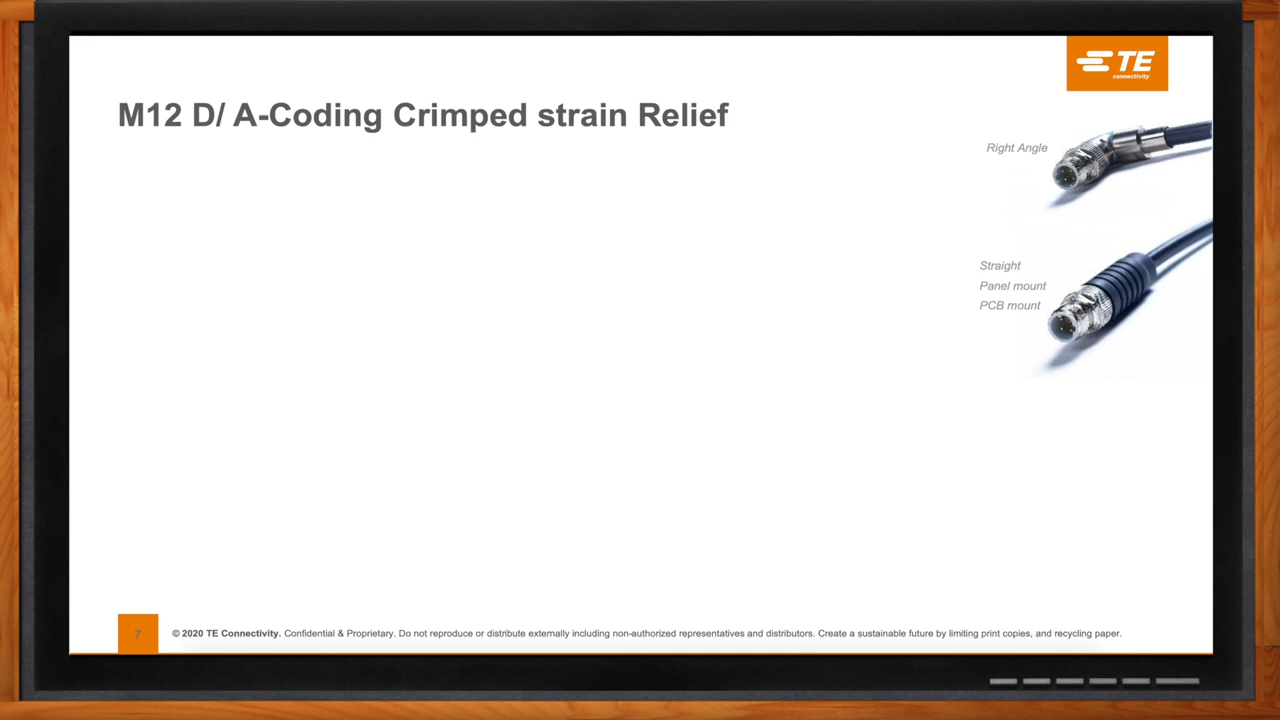 TE
connectivity
M12 D/ A-Coding Crimped strain Relief
Right Angle
Straight
Panel mount
PCB mount
7
© 2020 TE Connectivity. Confidential & Proprietary. Do not reproduce or distribute externally including non-authorized representatives and distributors. Create a sustainable future by limiting print copies, and recycling paper.